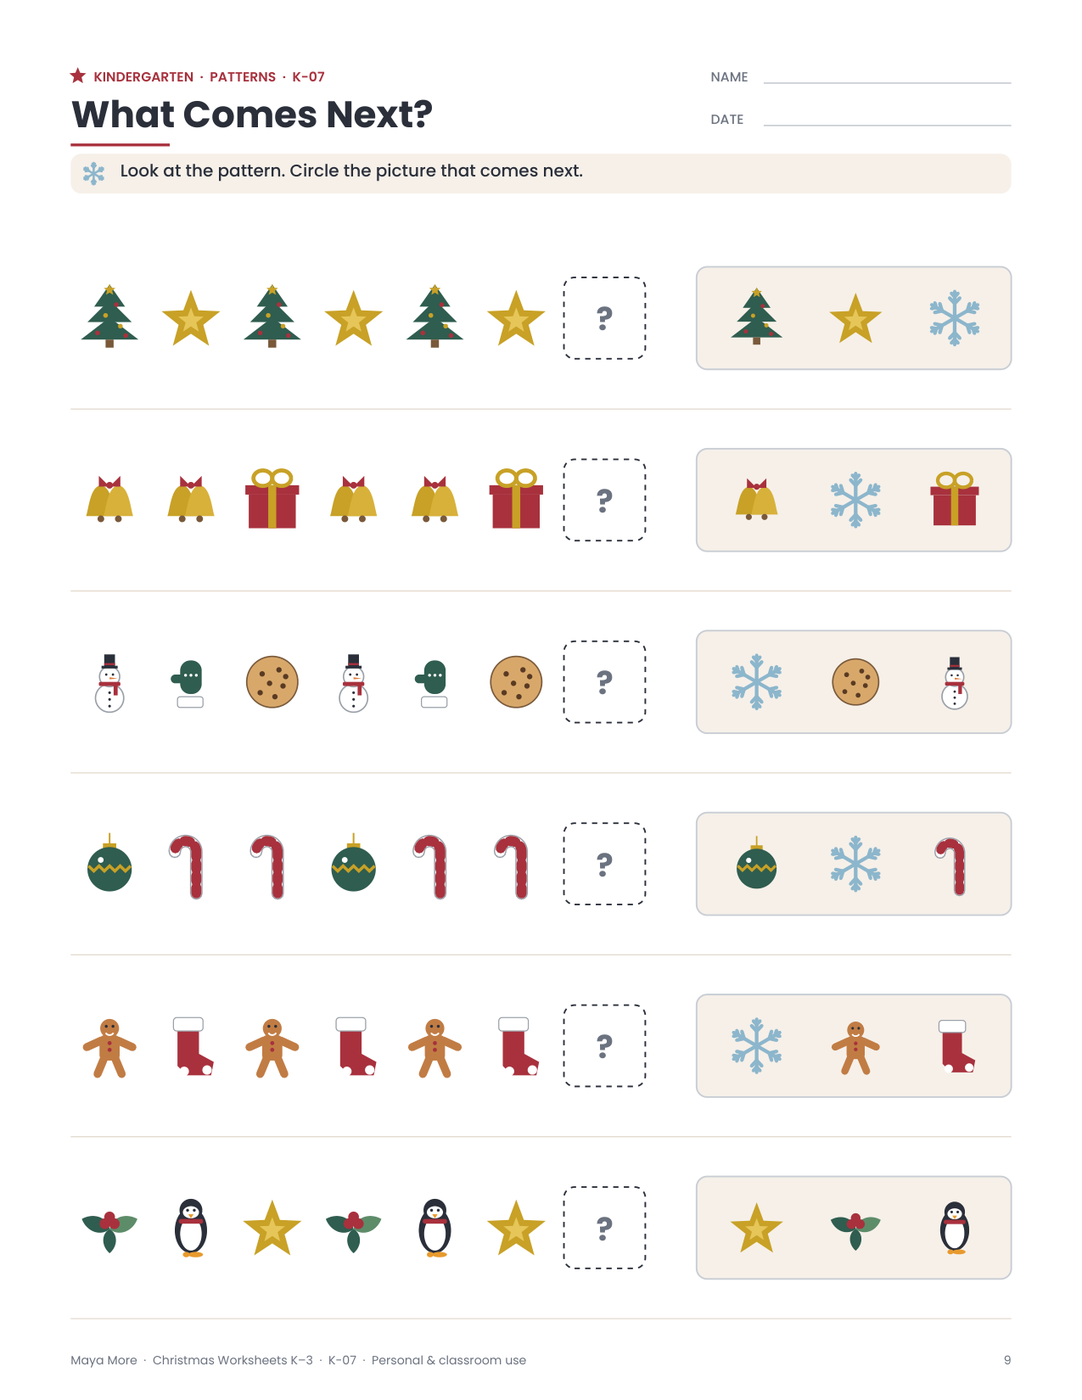 KINDERGARTEN · PATTERNS · K-07
What Comes Next?
NAME
DATE
Look at the pattern. Circle the picture that comes next.
?
?
?
?
?
?
Maya More · Christmas Worksheets K–3 · K-07 · Personal & classroom use
9